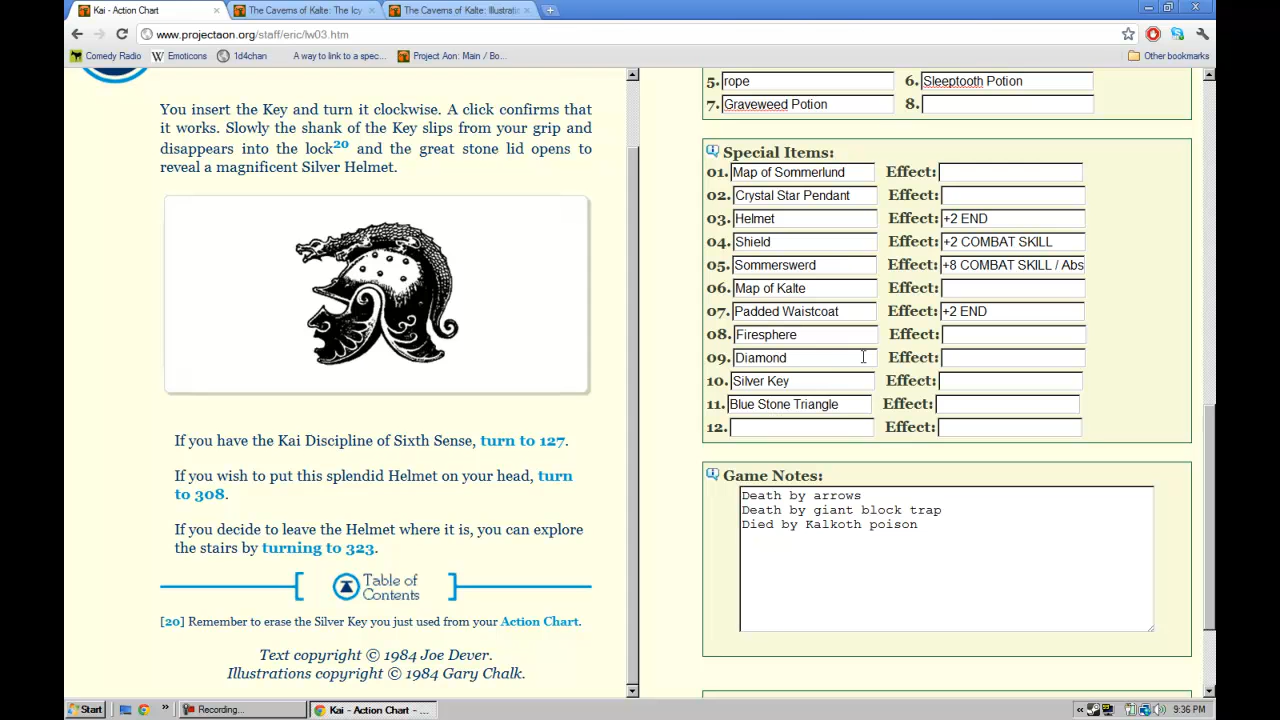 Kai - Action Chart
The Caverns of Kalte: The Icy
The Caverns of Kalte: Illustratin
www.projectaon.org/staff/eric/lw03.htm
Comedy Radio
Emoticons
1d4chan
A way to link to a spec...
Project Aon: Main / Bo...
Other bookmarks
You insert the Key and turn it clockwise. A click confirms that
it works. Slowly the shank of the Key slips from your grip and
disappears into the lock20 and the great stone lid opens to
reveal a magnificent Silver Helmet.
If you have the Kai Discipline of Sixth Sense, turn to 127.
If you wish to put this splendid Helmet on your head, turn
to 308.
If you decide to leave the Helmet where it is, you can explore
the stairs by turning to 323.
Table of
Contents
[20] Remember to erase the Silver Key you just used from your Action Chart.
Text copyright © 1984 Joe Dever.
Illustrations copyright © 1984 Gary Chalk.
5. rope 6. Sleeptooth Potion
7. Graveweed Potion 8.
Special Items:
01. Map of Sommerlund Effect:
02. Crystal Star Pendant Effect:
03. Helmet Effect: +2 END
04. Shield Effect: +2 COMBAT SKILL
05. Sommerswerd Effect: +8 COMBAT SKILL / Abs
06. Map of Kalte Effect:
07. Padded Waistcoat Effect: +2 END
08. Firesphere Effect:
09. Diamond Effect:
10. Silver Key Effect:
11. Blue Stone Triangle Effect:
12. Effect:
Game Notes:
Death by arrows
Death by giant block trap
Died by Kalkoth poison
Start
Recording...
Kai - Action Chart - ...
9:36 PM